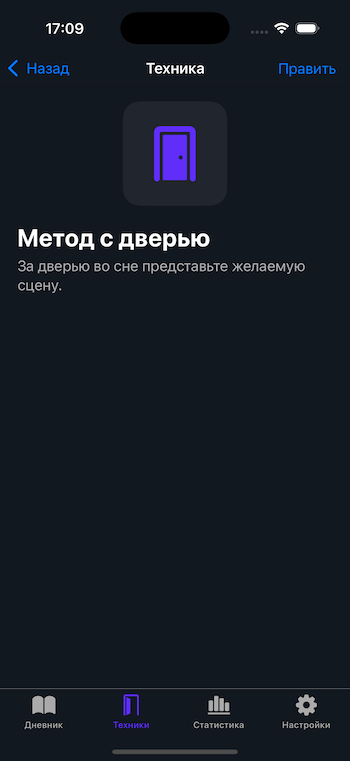 17:09
Назад
Техника
Править
Метод с дверью
За дверью во сне представьте желаемую
сцену.
Дневник
Техники
Статистика
Настройки